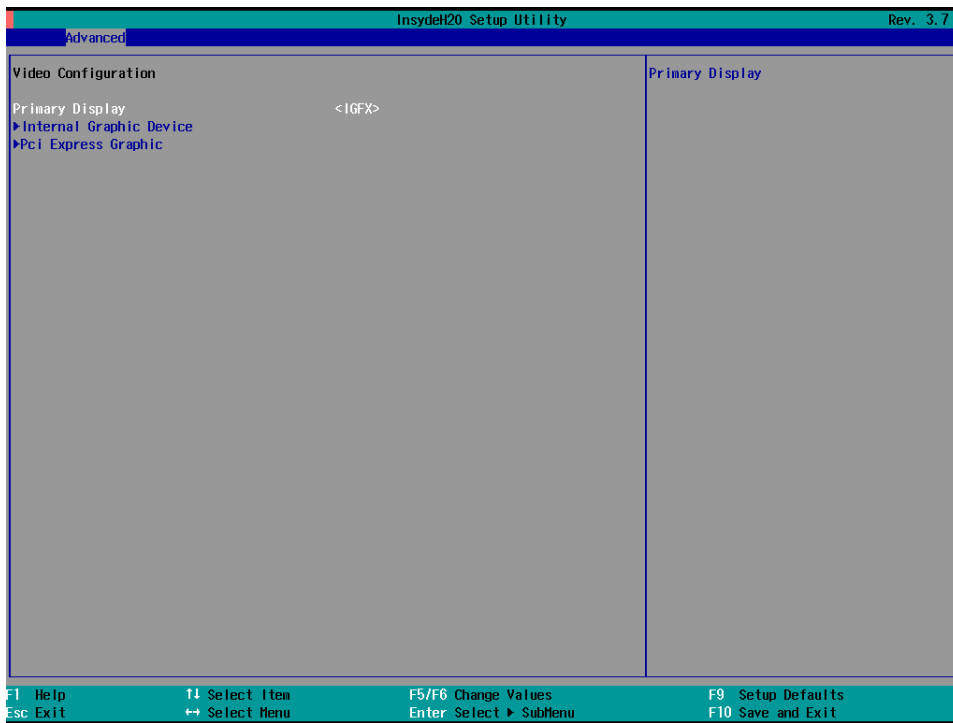 InsydeH20 Setup Utility Rev. 3.7
Advanced
Video Configuration
Primary Display
Primary Display <IGFX>
▶Internal Graphic Device
▶Pci Express Graphic
F1 Help ↑↓ Select Item F5/F6 Change Values F9 Setup Defaults
Esc Exit ↔ Select Menu Enter Select ▶ SubMenu F10 Save and Exit